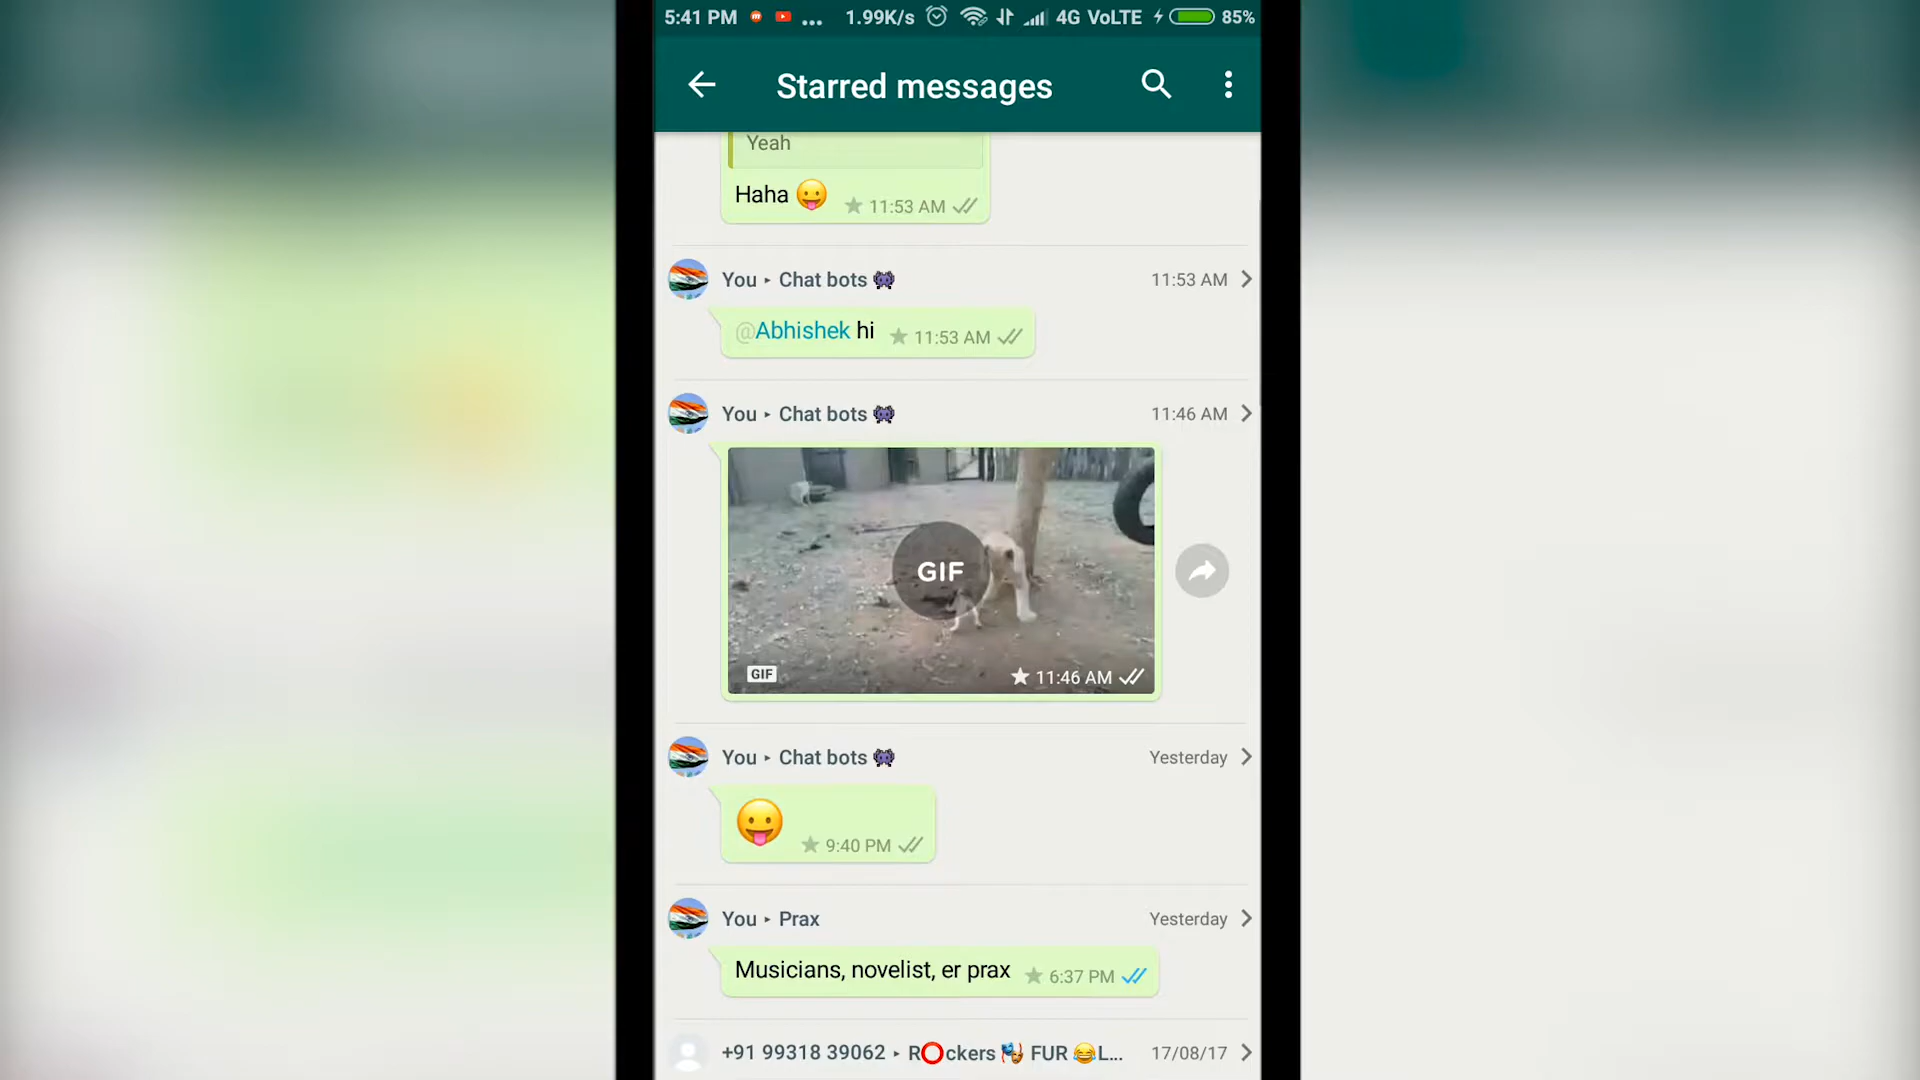 5:41 PM ... 1.99K/s 4G VoLTE 85%
Starred messages
Yeah
Haha 😛 11:53 AM
You ▸ Chat bots 👾 11:53 AM
@Abhishek hi 11:53 AM
You ▸ Chat bots 👾 11:46 AM
GIF
GIF 11:46 AM
You ▸ Chat bots 👾 Yesterday
😛 9:40 PM
You ▸ Prax Yesterday
Musicians, novelist, er prax 6:37 PM
+91 99318 39062 ▸ R⭕ckers 🎭 FUR 😂L... 17/08/17